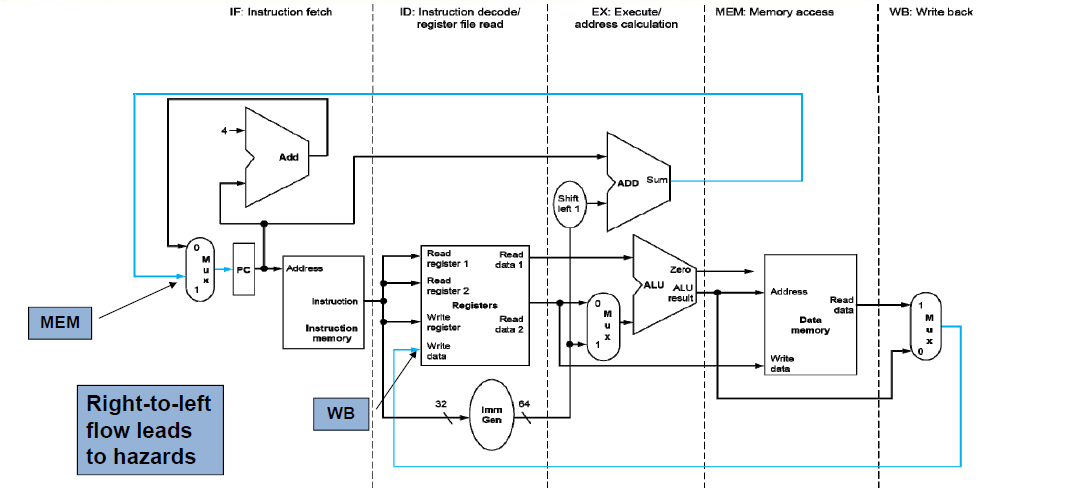 IF: Instruction fetch
ID: Instruction decode/
register file read
EX: Execute/
address calculation
MEM: Memory access
WB: Write back
4
Add
ADD Sum
Shift
left 1
0
M
u
x
1
PC
Address
Instruction
Instruction
memory
Read
register 1
Read
data 1
Read
register 2
Registers
Write
register
Read
data 2
Write
data
0
M
u
x
1
Zero
ALU ALU
result
Address
Read
data
Data
memory
Write
data
1
M
u
x
0
MEM
WB
32
Imm
Gen
64
Right-to-left
flow leads
to hazards